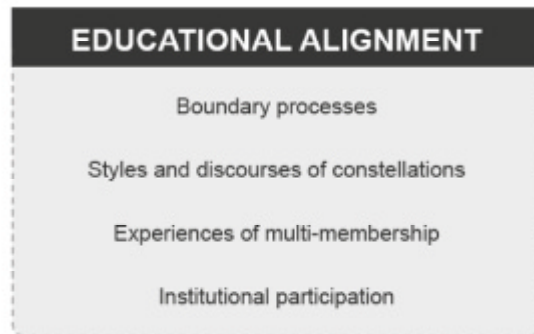 EDUCATIONAL ALIGNMENT
Boundary processes
Styles and discourses of constellations
Experiences of multi-membership
Institutional participation